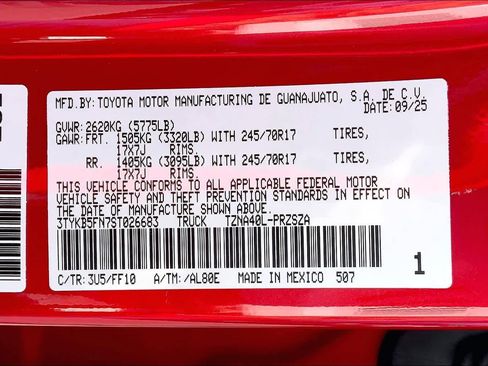 MFD.BY: TOYOTA MOTOR MANUFACTURING DE GUANAJUATO, S.A. DE C.V.
DATE: 09/25
GVWR: 2620KG (5775LB)
GAWR: FRT. 1505KG (3320LB) WITH 245/70R17 TIRES,
17X7J RIMS.
RR. 1405KG (3095LB) WITH 245/70R17 TIRES,
17X7J RIMS.
THIS VEHICLE CONFORMS TO ALL APPLICABLE FEDERAL MOTOR
VEHICLE SAFETY AND THEFT PREVENTION STANDARDS IN EFFECT ON
THE DATE OF MANUFACTURE SHOWN ABOVE.
3TYKB5FN7ST026683 TRUCK TZNA40L-PRZSZA
C/TR: 3U5/FF10 A/TM: /AL80E MADE IN MEXICO 507
1